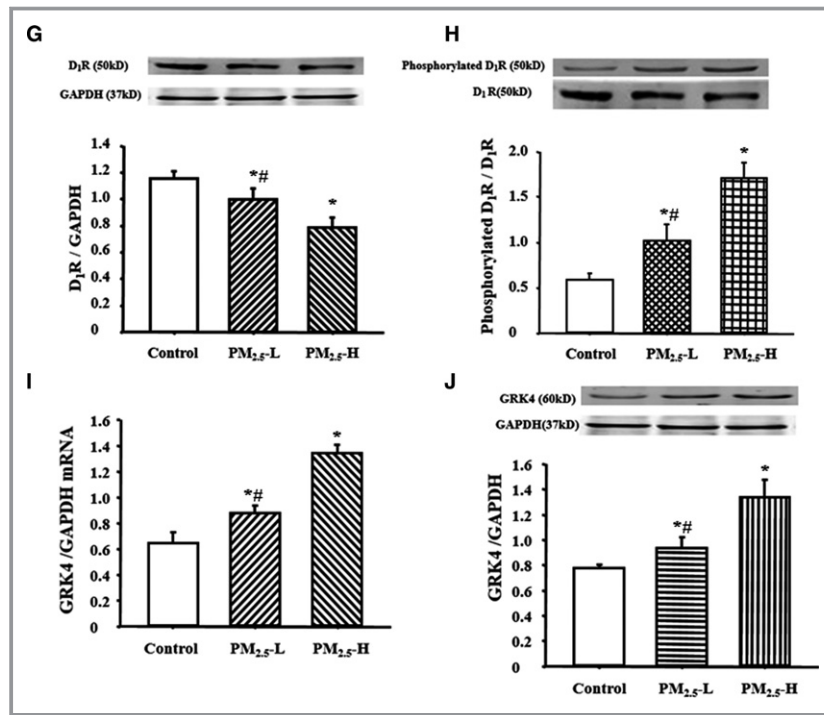 G
D₁R (50kD)
GAPDH (37kD)
D₁R / GAPDH
1.4
1.2
1.0
0.8
0.6
0.4
0.2
0
*#
*
Control PM₂.₅-L PM₂.₅-H
H
Phosphorylated D₁R (50kD)
D₁R(50kD)
Phosphorylated D₁R / D₁R
2.0
1.5
1.0
0.5
0
*#
*
Control PM₂.₅-L PM₂.₅-H
I
GRK4 /GAPDH mRNA
1.6
1.4
1.2
1.0
0.8
0.6
0.4
0.2
0
*#
*
Control PM₂.₅-L PM₂.₅-H
J
GRK4 (60kD)
GAPDH(37kD)
GRK4 /GAPDH
1.6
1.4
1.2
1.0
0.8
0.6
0.4
0.2
0
*#
*
Control PM₂.₅-L PM₂.₅-H